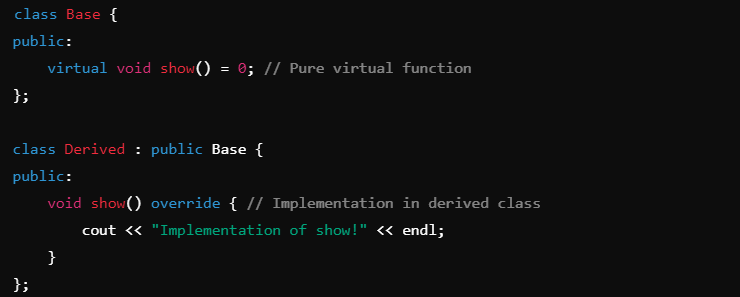 class Base {
public:
    virtual void show() = 0; // Pure virtual function
};

class Derived : public Base {
public:
    void show() override { // Implementation in derived class
        cout << "Implementation of show!" << endl;
    }
};